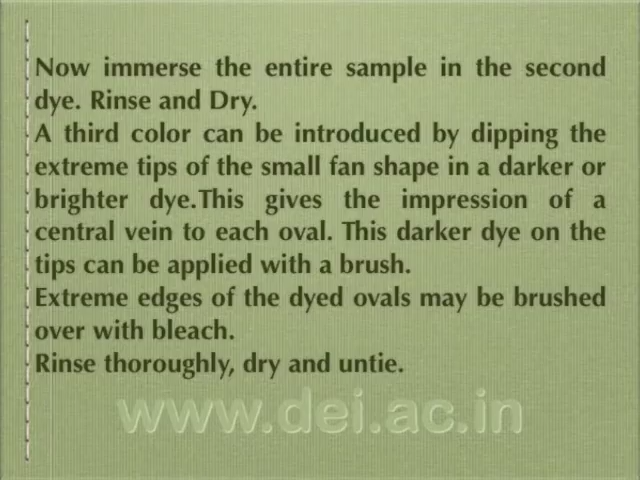 Now immerse the entire sample in the second
dye. Rinse and Dry.
A third color can be introduced by dipping the
extreme tips of the small fan shape in a darker or
brighter dye.This gives the impression of a
central vein to each oval. This darker dye on the
tips can be applied with a brush.
Extreme edges of the dyed ovals may be brushed
over with bleach.
Rinse thoroughly, dry and untie.
www.dei.ac.in